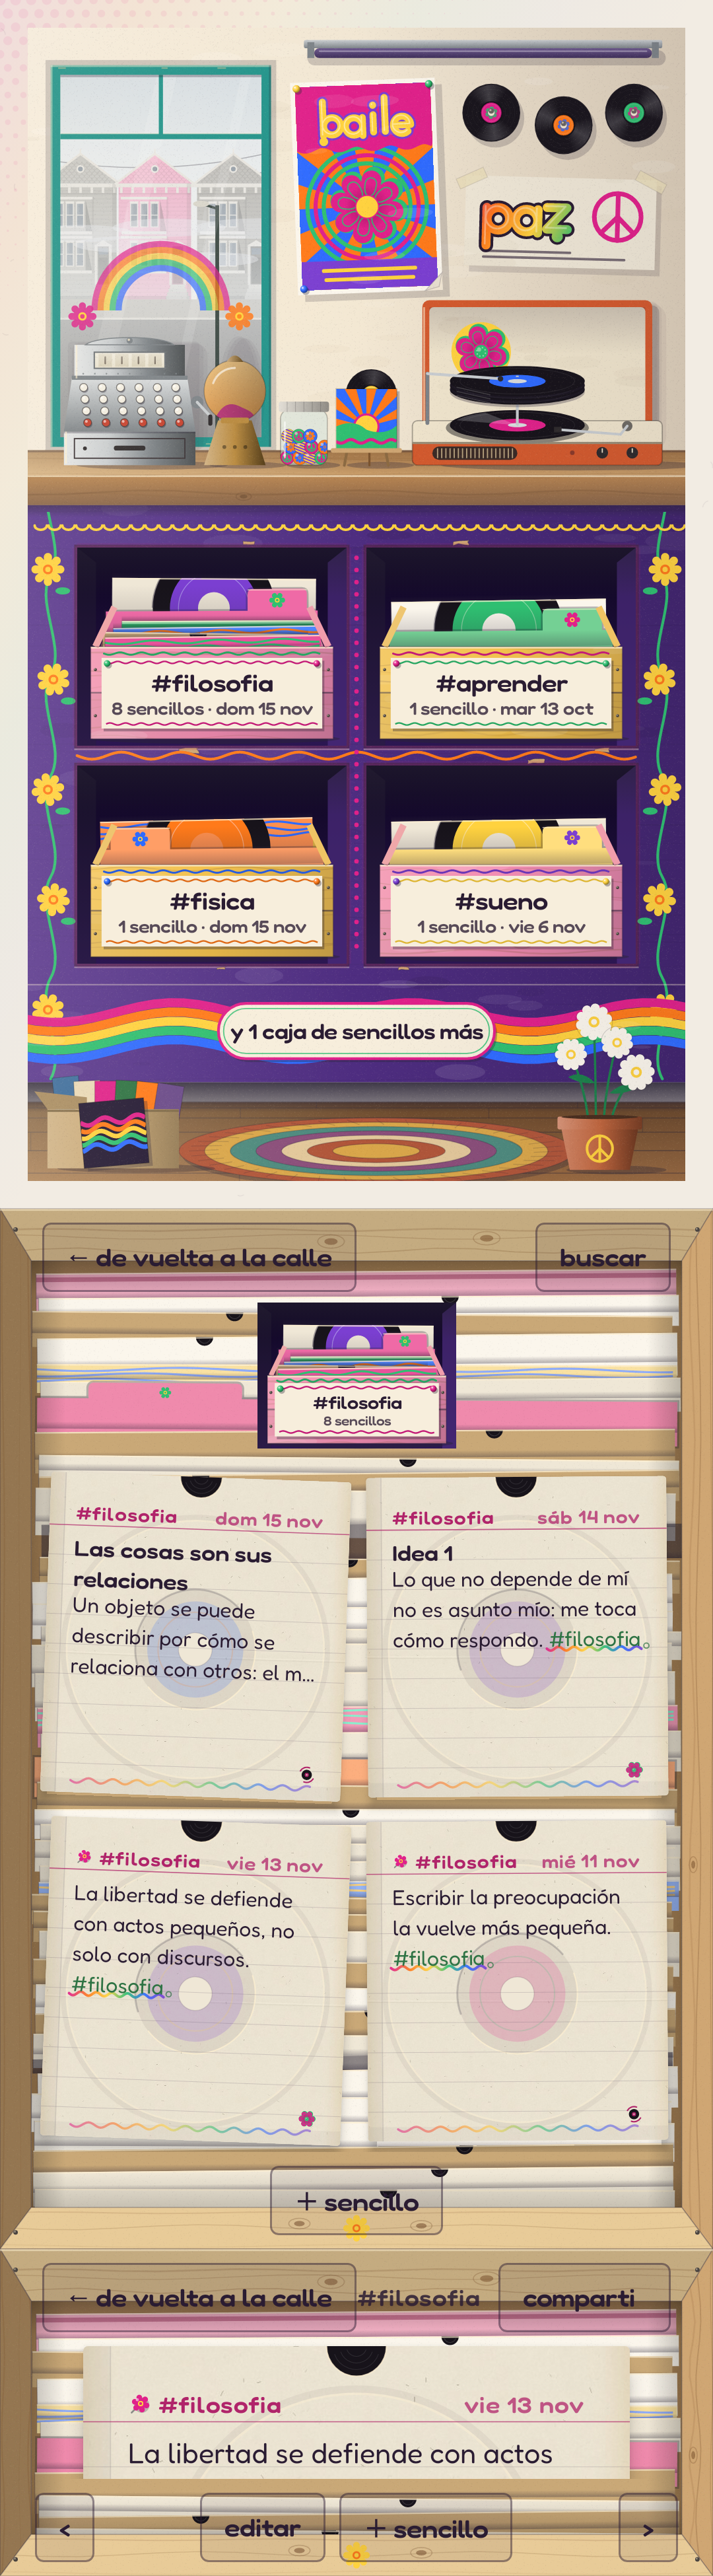 baile
paz
#filosofia
8 sencillos · dom 15 nov
#aprender
1 sencillo · mar 13 oct
#fisica
1 sencillo · dom 15 nov
#sueno
1 sencillo · vie 6 nov
y 1 caja de sencillos más
← de vuelta a la calle
buscar
#filosofia
8 sencillos
#filosofia dom 15 nov
Las cosas son sus
relaciones
Un objeto se puede
describir por cómo se
relaciona con otros: el m...
#filosofia sáb 14 nov
Idea 1
Lo que no depende de mí
no es asunto mío: me toca
cómo respondo. #filosofia
#filosofia vie 13 nov
La libertad se defiende
con actos pequeños, no
solo con discursos.
#filosofia
#filosofia mié 11 nov
Escribir la preocupación
la vuelve más pequeña.
#filosofia
+ sencillo
← de vuelta a la calle #filosofia comparti
#filosofia vie 13 nov
La libertad se defiende con actos
< editar – + sencillo >